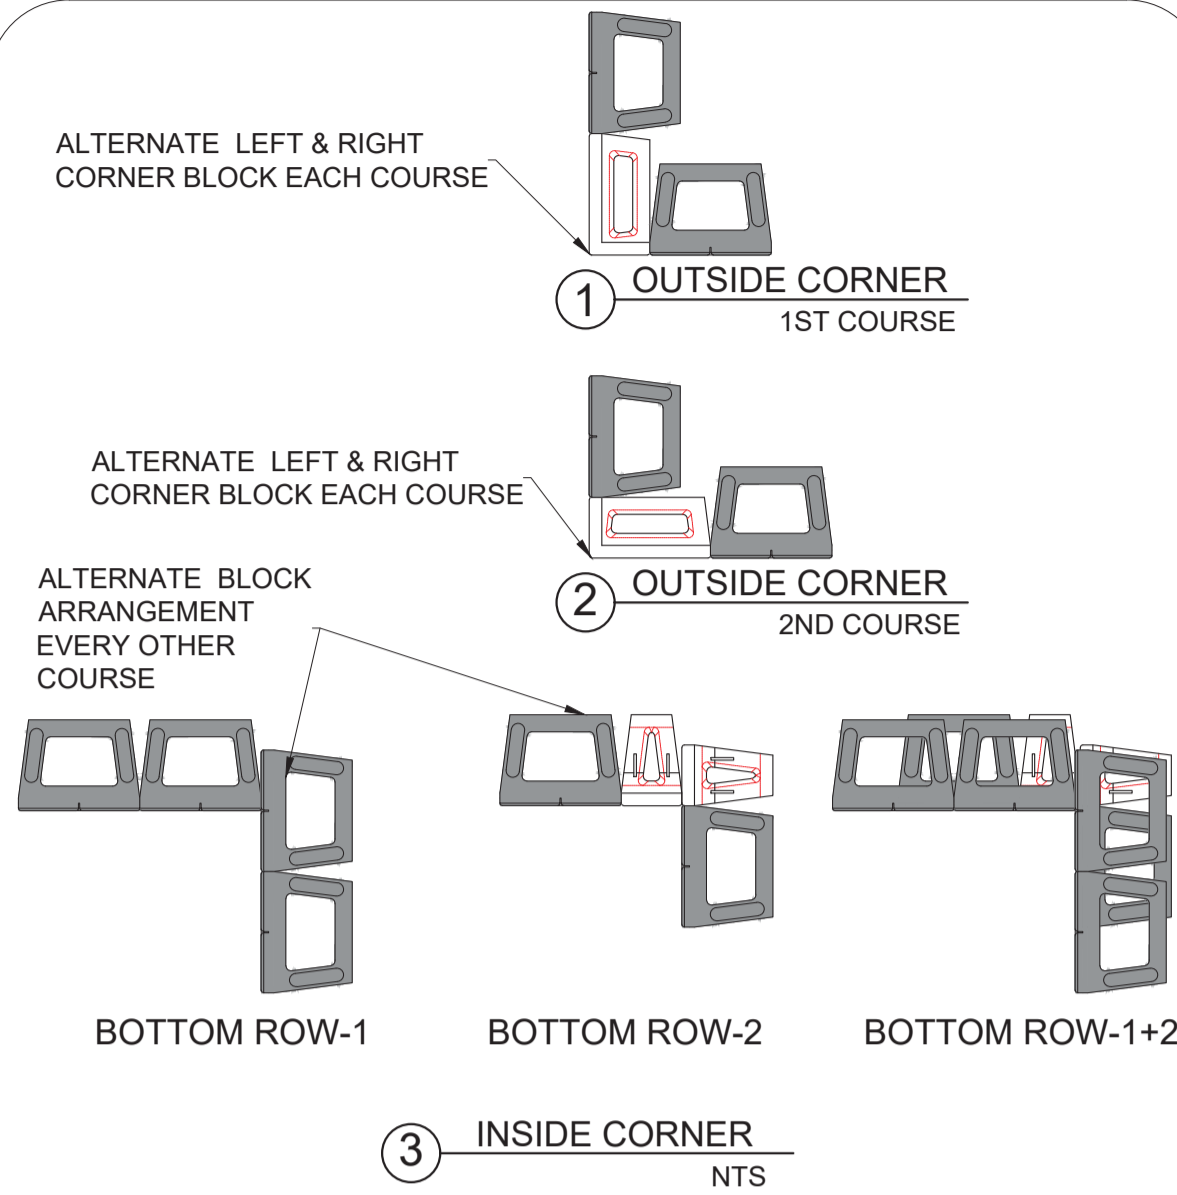 ALTERNATE LEFT & RIGHT
CORNER BLOCK EACH COURSE
1 OUTSIDE CORNER
1ST COURSE
ALTERNATE LEFT & RIGHT
CORNER BLOCK EACH COURSE
2 OUTSIDE CORNER
2ND COURSE
ALTERNATE BLOCK
ARRANGEMENT
EVERY OTHER
COURSE
BOTTOM ROW-1
BOTTOM ROW-2
BOTTOM ROW-1+2
3 INSIDE CORNER
NTS